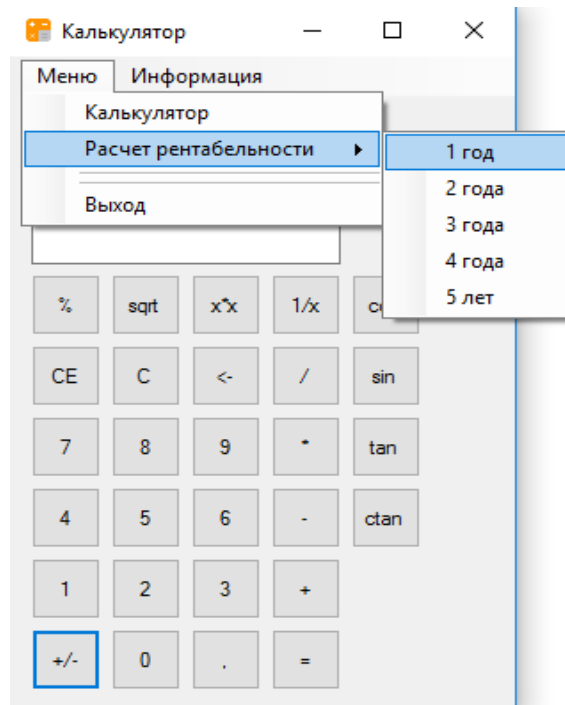 Калькулятор
Меню Информация
Калькулятор
Расчет рентабельности
1 год
2 года
Выход
3 года
4 года
5 лет
% sqrt x*x 1/x
CE C <- / sin
7 8 9 * tan
4 5 6 - ctan
1 2 3 +
+/- 0 . =